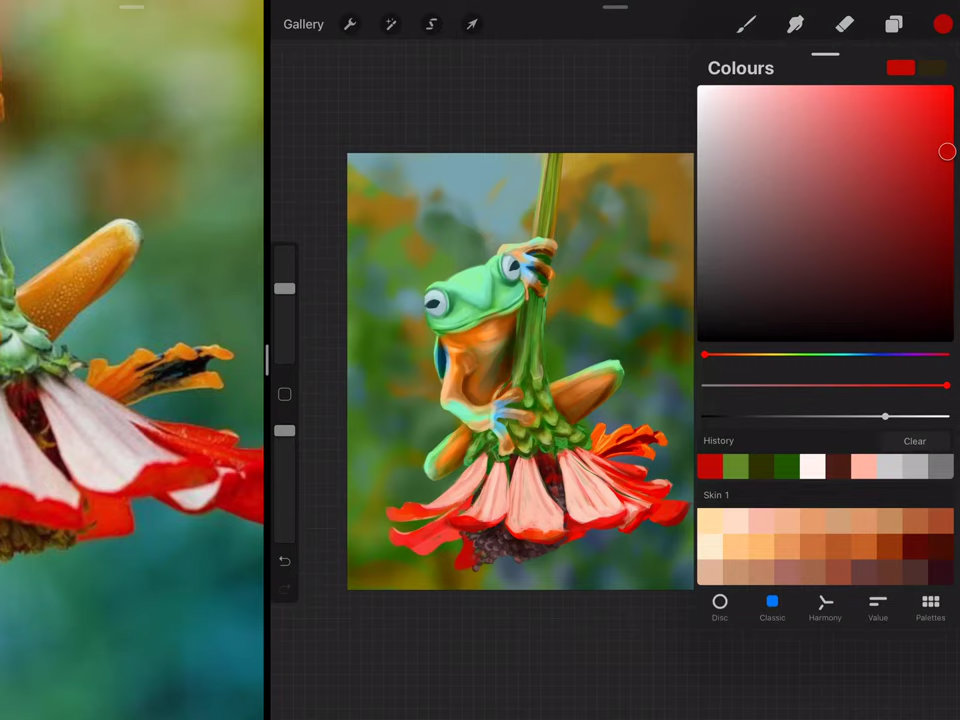 Gallery
Colours
History
Clear
Skin 1
Disc
Classic
Harmony
Value
Palettes